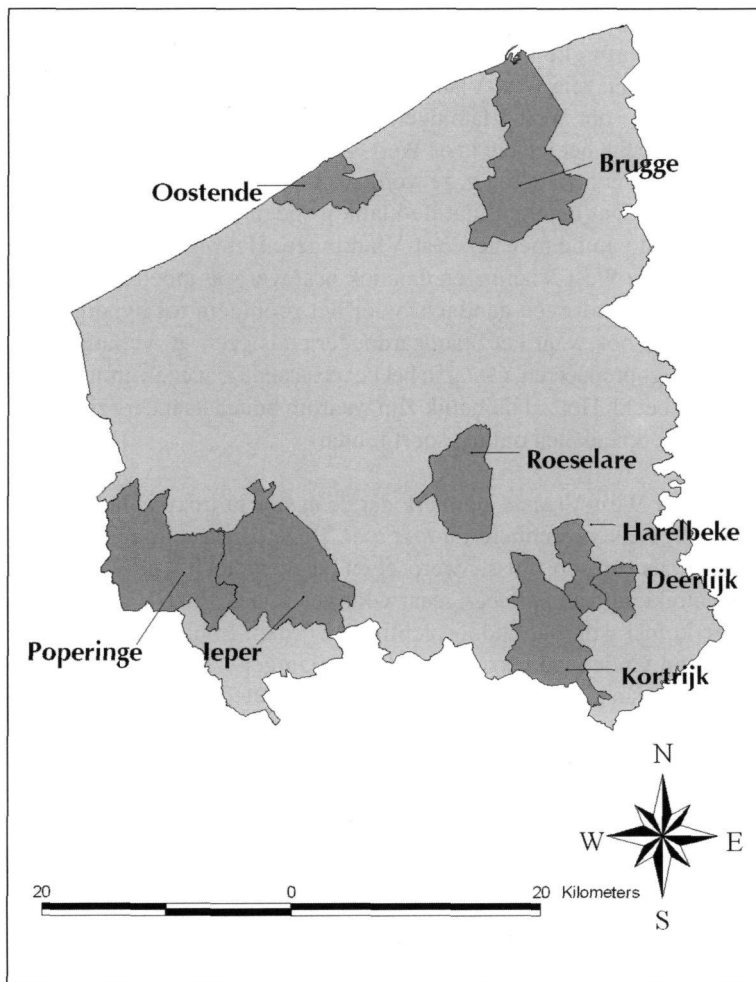 Brugge
Oostende
Roeselare
Harelbeke
Deerlijk
Poperinge
Ieper
Kortrijk
N
W E
S
20 0 20 Kilometers